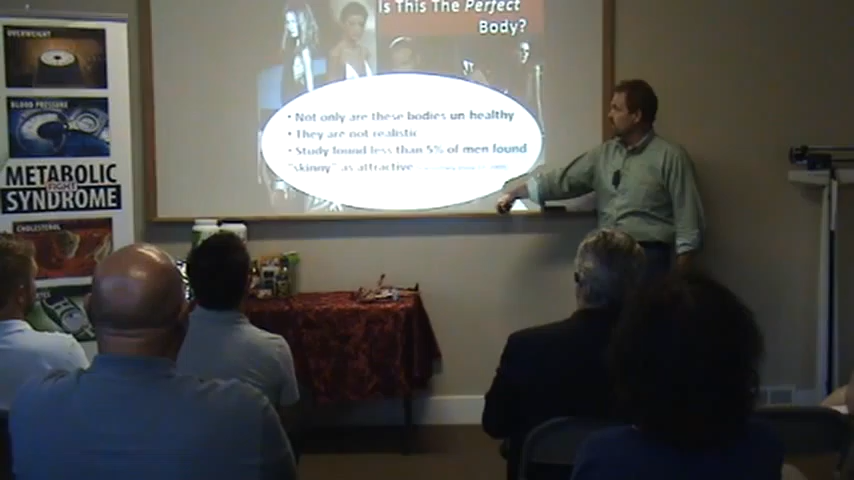 OVERWEIGHT
BLOOD PRESSURE
METABOLIC
FIGHT
SYNDROME
CHOLESTEROL
Is This The Perfect
Body?
• Not only are these bodies un healthy
• They are not realistic
• Study found less than 5% of men found
"skinny" as attractive